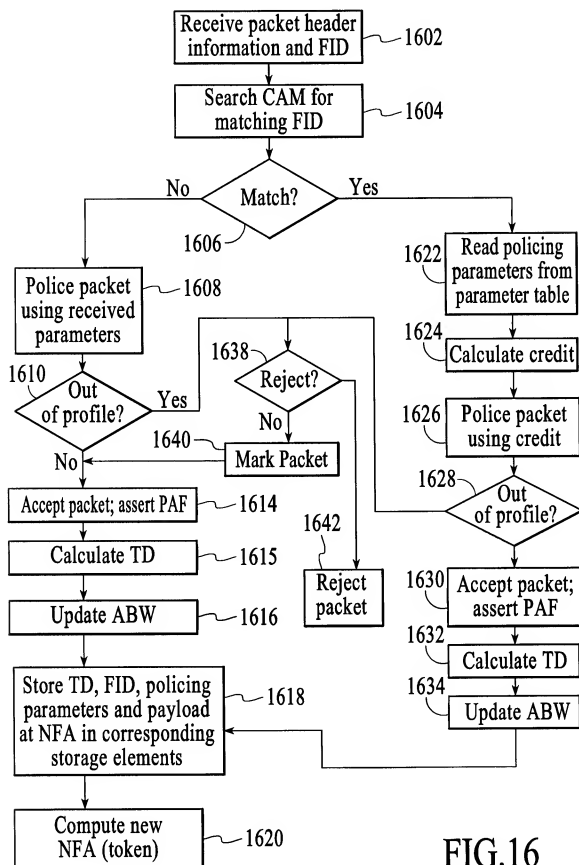 Receive packet header
information and FID
1602
Search CAM for
matching FID
1604
No
Match?
Yes
1606
Police packet
using received
parameters
1608
1622
Read policing
parameters from
parameter table
1610
Out
of profile?
Yes
No
1638
Reject?
No
1624
Calculate credit
1640
Mark Packet
1626
Police packet
using credit
1628
Out
of profile?
Accept packet; assert PAF
1614
Calculate TD
1615
1642
Reject
packet
1630
Accept packet;
assert PAF
Update ABW
1616
1632
Calculate TD
1634
Update ABW
Store TD, FID, policing
parameters and payload
at NFA in corresponding
storage elements
1618
Compute new
NFA (token)
1620
FIG.16